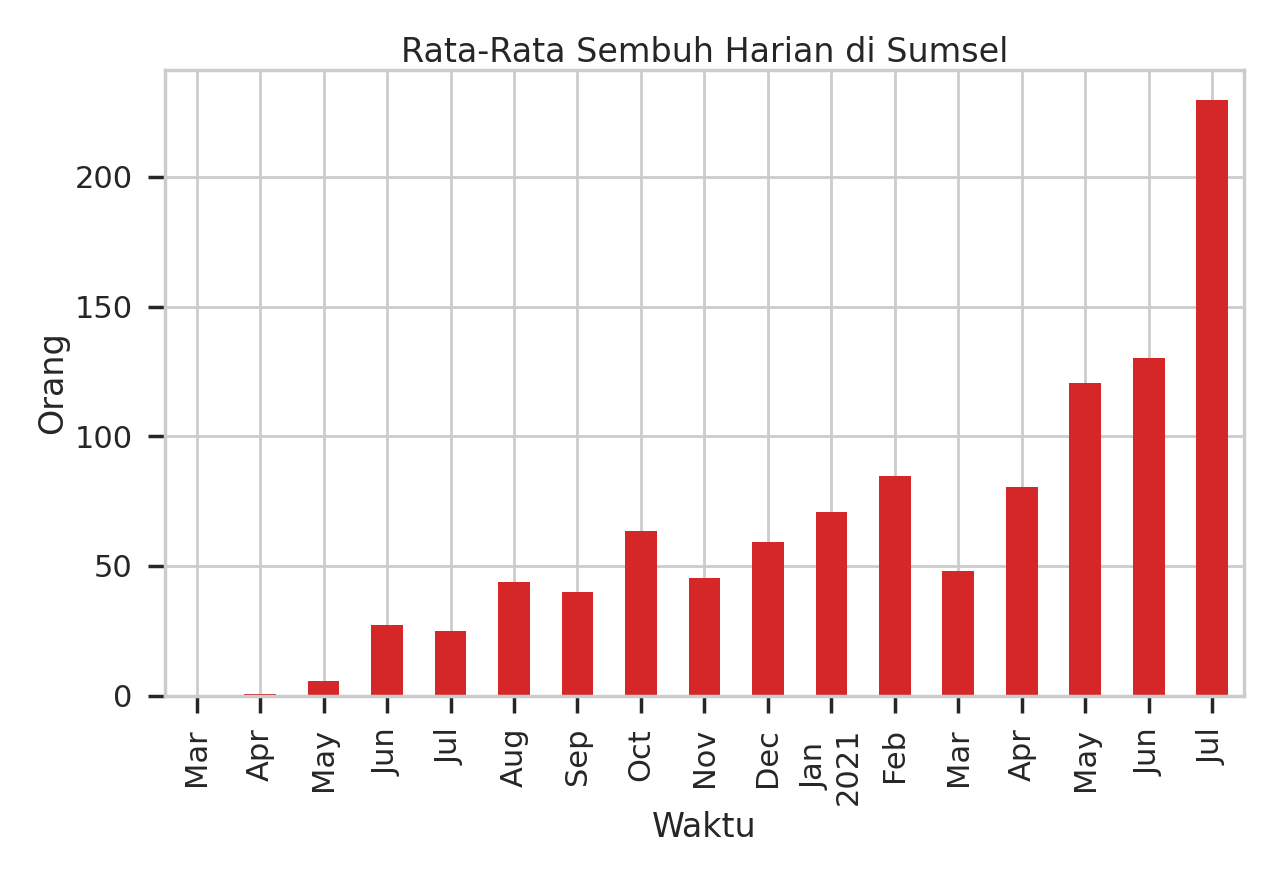 Rata-Rata Sembuh Harian di Sumsel
Orang
200
150
100
50
0
Mar
Apr
May
Jun
Jul
Aug
Sep
Oct
Nov
Dec
Jan
2021
Feb
Mar
Apr
May
Jun
Jul
Waktu